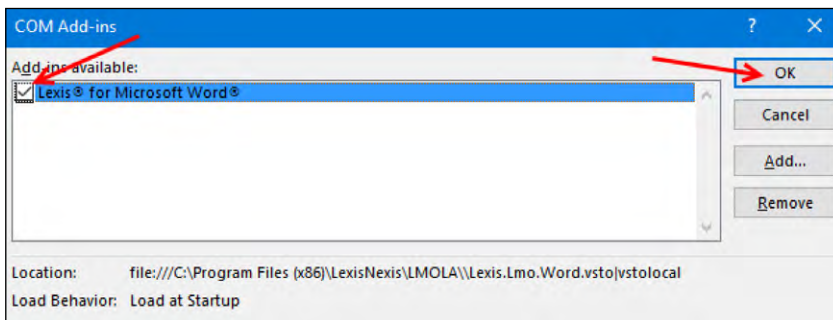 COM Add-ins
?
Add-ins available:
Lexis® for Microsoft Word®
OK
Cancel
Add...
Remove
Location: file:///C:\Program Files (x86)\LexisNexis\LMOLA\\Lexis.Lmo.Word.vsto|vstolocal
Load Behavior: Load at Startup